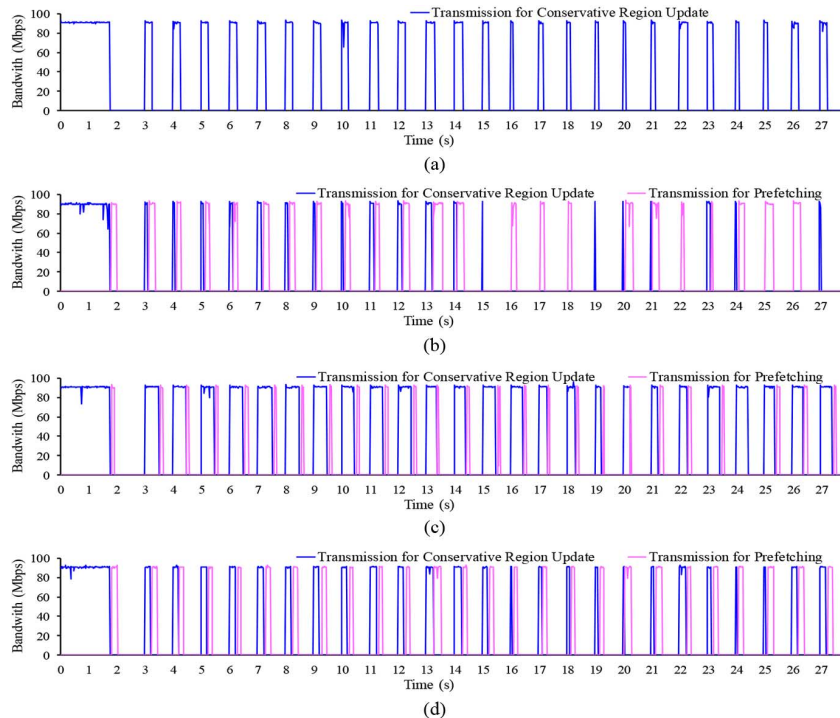 Transmission for Conservative Region Update
Bandwith (Mbps)
100
80
60
40
20
0
0 1 2 3 4 5 6 7 8 9 10 11 12 13 14 15 16 17 18 19 20 21 22 23 24 25 26 27
Time (s)
(a)
Transmission for Conservative Region Update Transmission for Prefetching
Bandwith (Mbps)
100
80
60
40
20
0
0 1 2 3 4 5 6 7 8 9 10 11 12 13 14 15 16 17 18 19 20 21 22 23 24 25 26 27
Time (s)
(b)
Transmission for Conservative Region Update Transmission for Prefetching
Bandwith (Mbps)
100
80
60
40
20
0
0 1 2 3 4 5 6 7 8 9 10 11 12 13 14 15 16 17 18 19 20 21 22 23 24 25 26 27
Time (s)
(c)
Transmission for Conservative Region Update Transmission for Prefetching
Bandwith (Mbps)
100
80
60
40
20
0
0 1 2 3 4 5 6 7 8 9 10 11 12 13 14 15 16 17 18 19 20 21 22 23 24 25 26 27
Time (s)
(d)